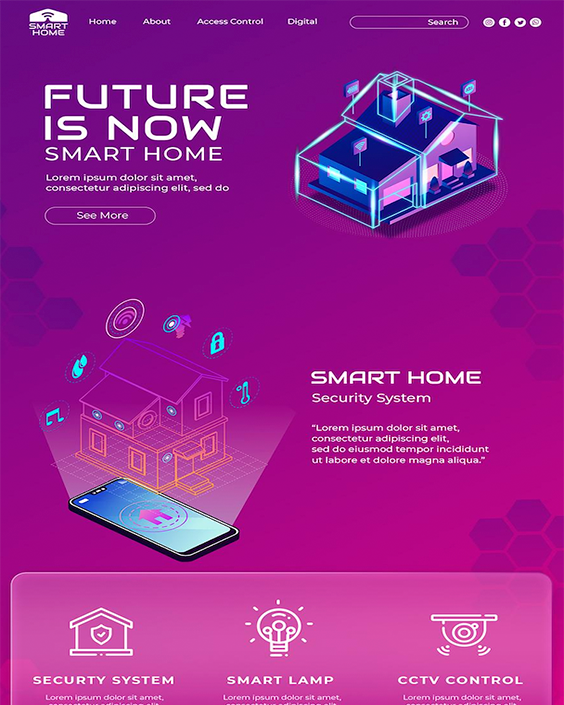 SMART
HOME
Home About Access Control Digital Search
FUTURE
IS NOW
SMART HOME
Lorem ipsum dolor sit amet,
consectetur adipiscing elit, sed do
See More
SMART HOME
Security System
“Lorem ipsum dolor sit amet,
consectetur adipiscing elit,
sed do eiusmod tempor incididunt
ut labore et dolore magna aliqua.”
SECURTY SYSTEM SMART LAMP CCTV CONTROL
Lorem ipsum dolor sit amet, Lorem ipsum dolor sit amet, Lorem ipsum dolor sit amet,